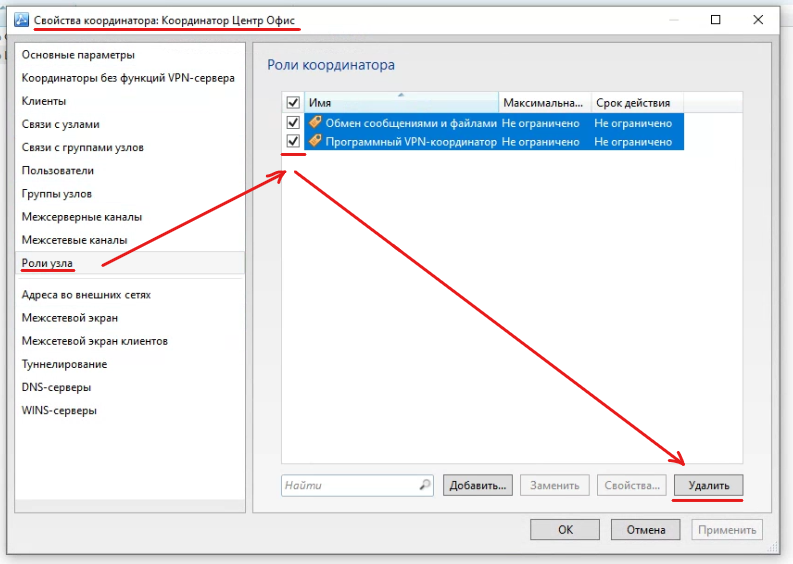 Свойства координатора: Координатор Центр Офис
Основные параметры
Координаторы без функций VPN-сервера
Клиенты
Связи с узлами
Связи с группами узлов
Пользователи
Группы узлов
Межсерверные каналы
Межсетевые каналы
Роли узла
Адреса во внешних сетях
Межсетевой экран
Межсетевой экран клиентов
Туннелирование
DNS-серверы
WINS-серверы
Роли координатора
Имя Максимальна... Срок действия
Обмен сообщениями и файлами Не ограничено Не ограничено
Программный VPN-координатор Не ограничено Не ограничено
Найти Добавить... Заменить Свойства... Удалить
ОК Отмена Применить